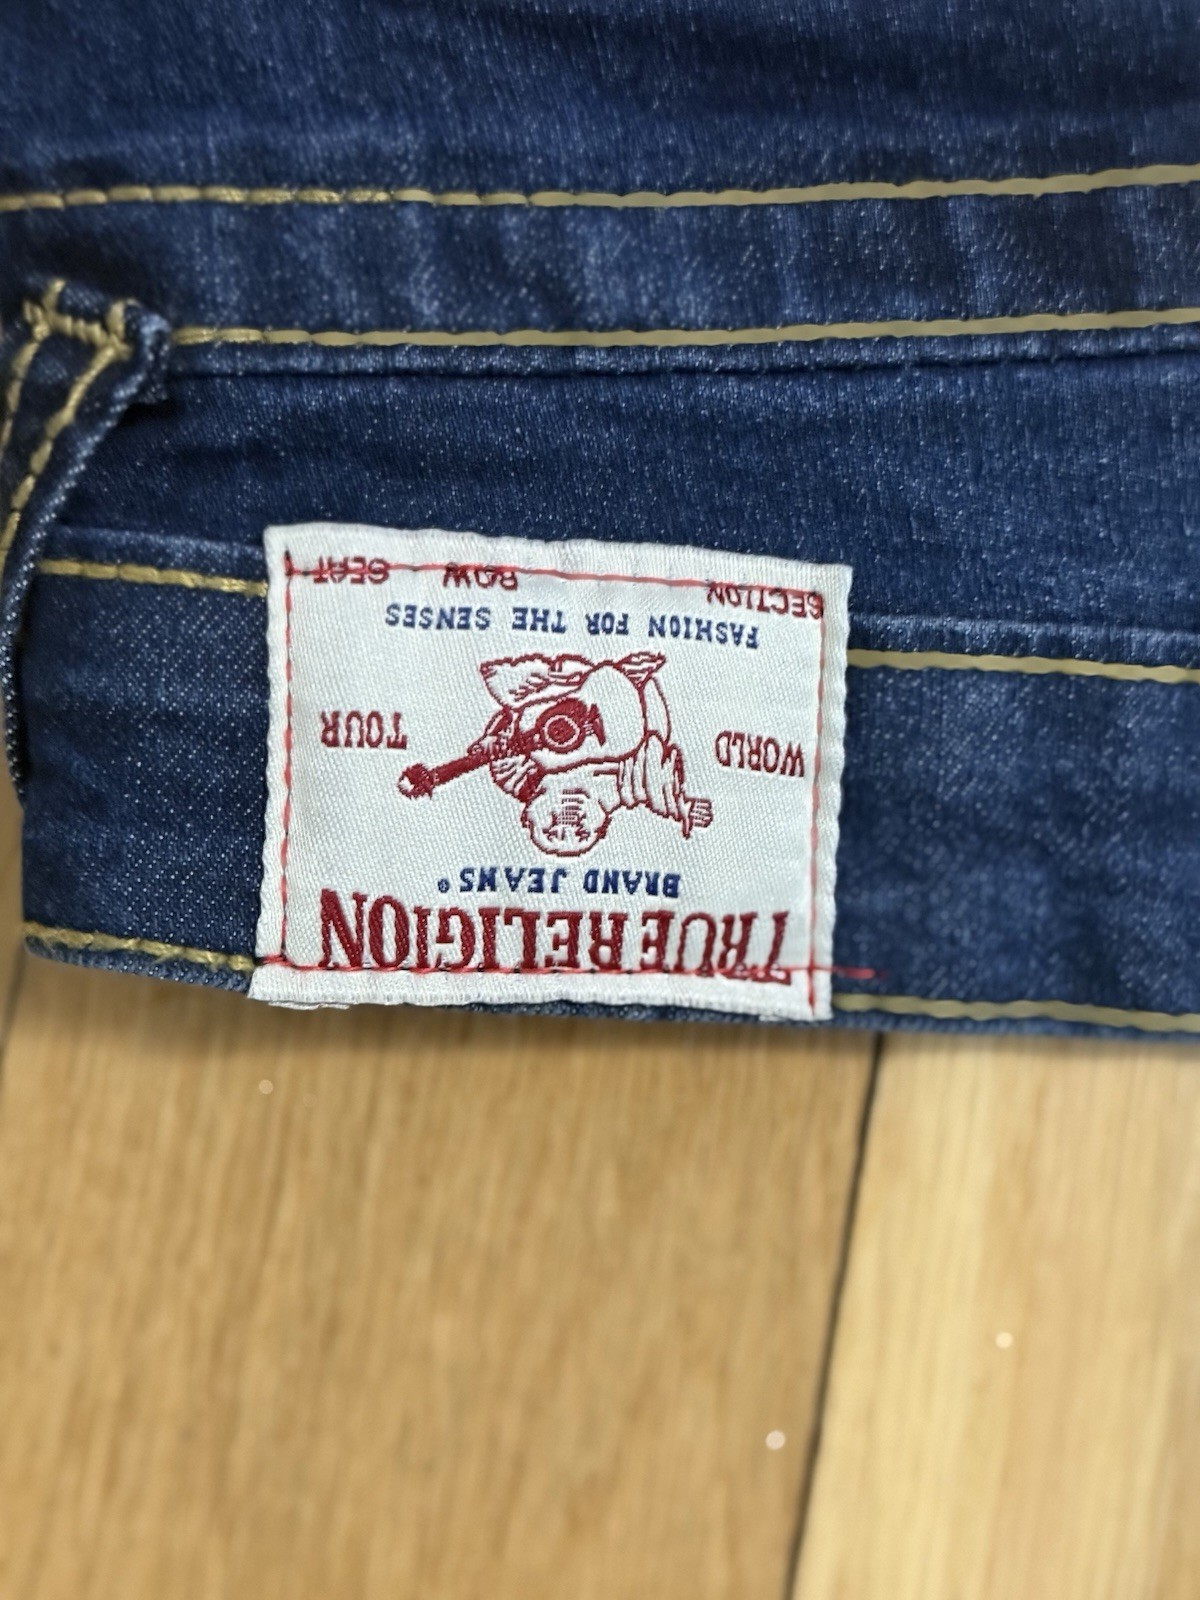 TRUE RELIGION
BRAND JEANS®
WORLD TOUR
FASHION FOR THE SENSES
SECTION ROW SEAT